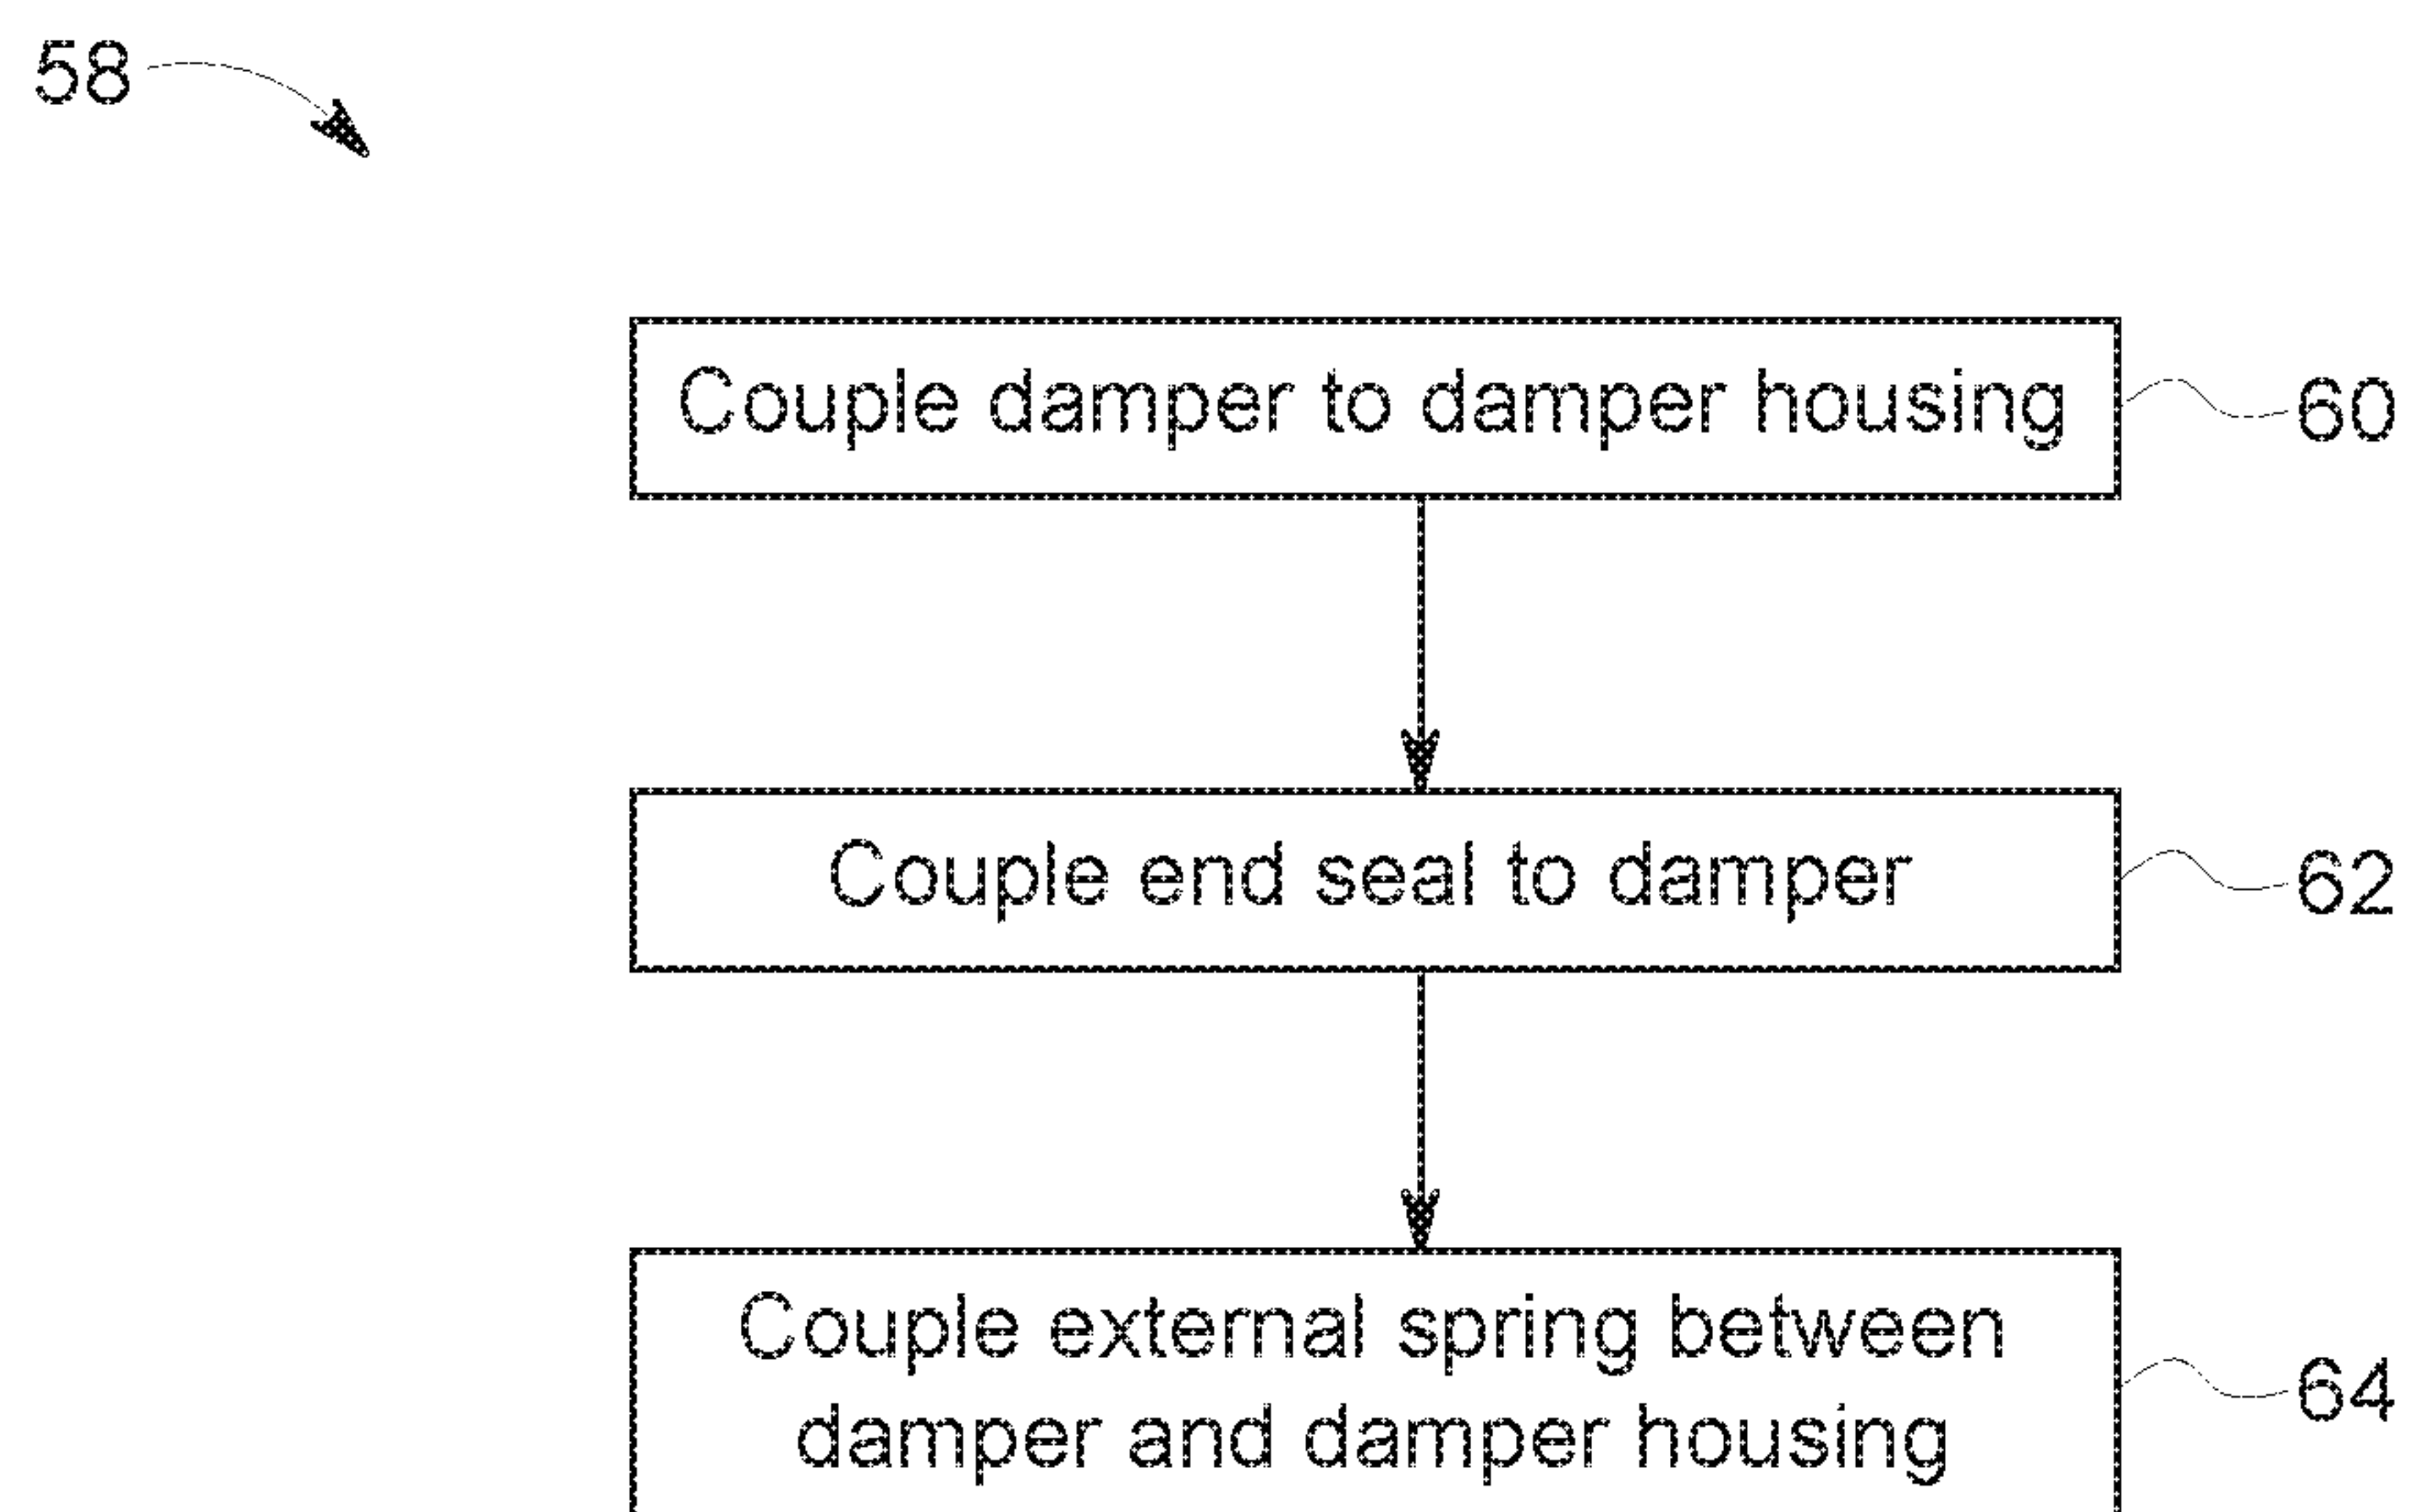 58
Couple damper to damper housing
60
Couple end seal to damper
62
Couple external spring between
damper and damper housing
64